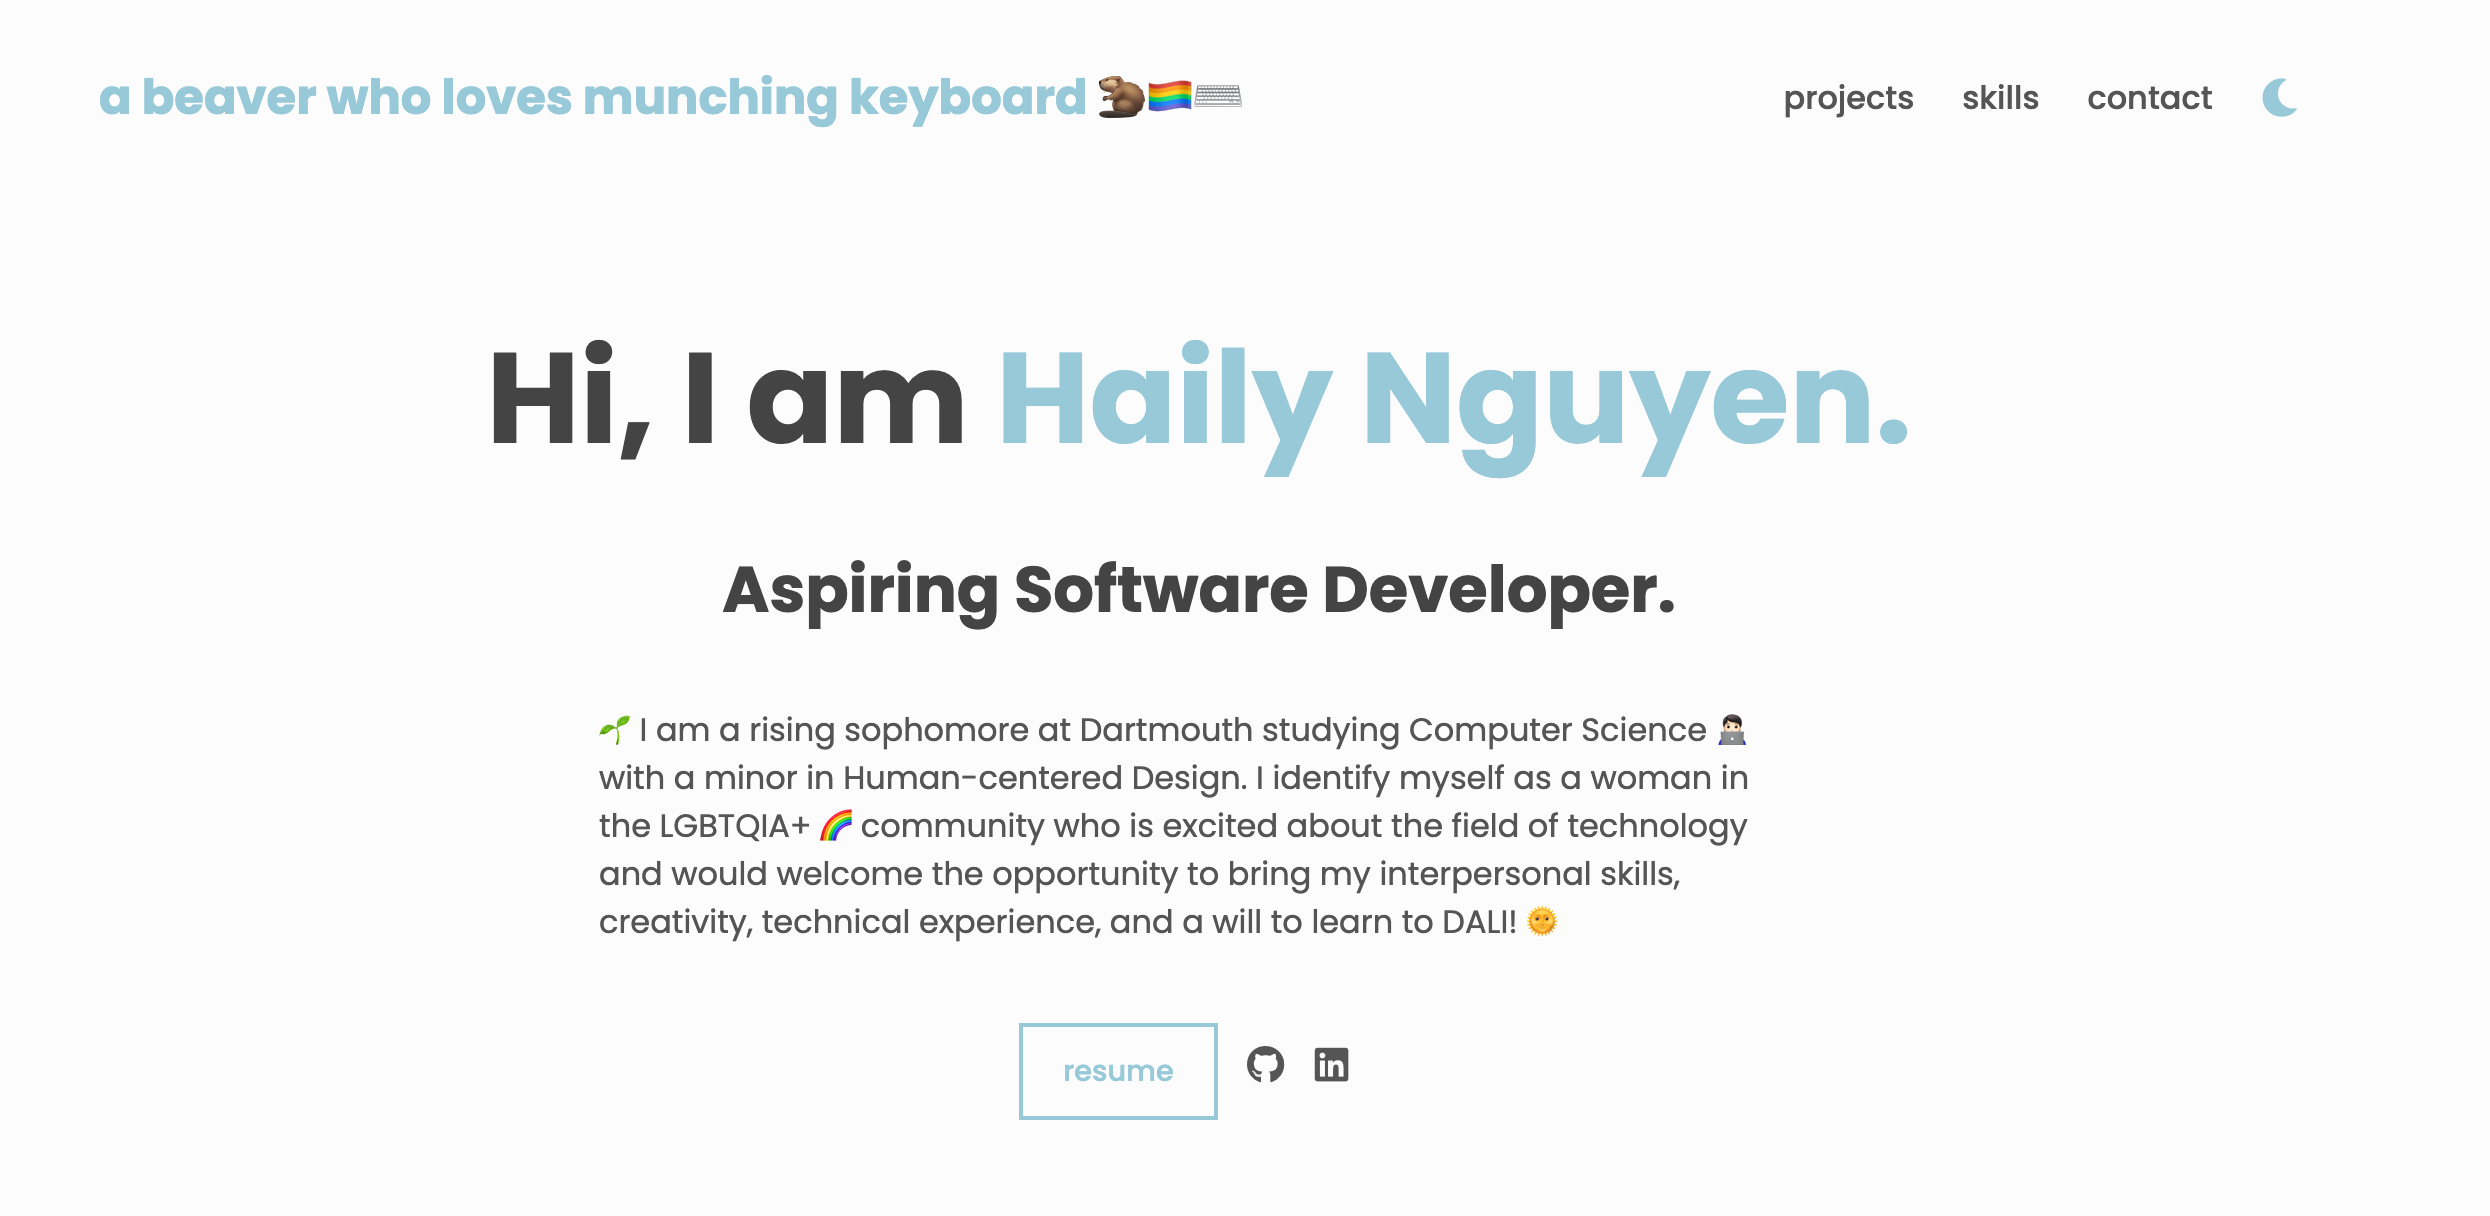 a beaver who loves munching keyboard 🦫🏳️‍🌈⌨️
projects skills contact
Hi, I am Haily Nguyen.
Aspiring Software Developer.
🌱 I am a rising sophomore at Dartmouth studying Computer Science 🧑🏻‍💻
with a minor in Human-centered Design. I identify myself as a woman in
the LGBTQIA+ 🌈 community who is excited about the field of technology
and would welcome the opportunity to bring my interpersonal skills,
creativity, technical experience, and a will to learn to DALI! 🌞
resume